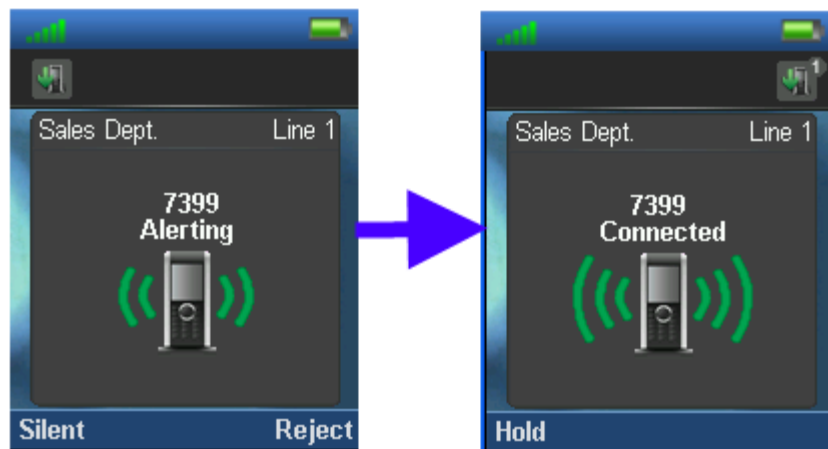 Sales Dept. Line 1
7399
Alerting
Silent Reject
1
Sales Dept. Line 1
7399
Connected
Hold